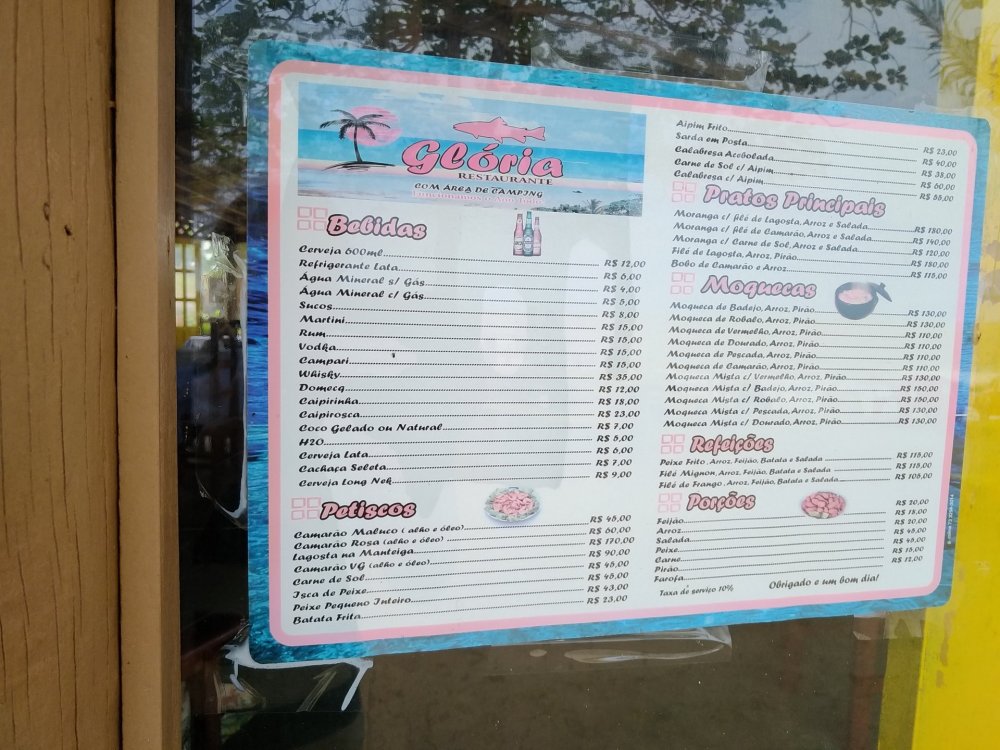 Glória
RESTAURANTE
COM ÁREA DE CAMPING
Bebidas
Cerveja 600ml R$ 12,00
Refrigerante Lata R$ 6,00
Água Mineral s/ Gás R$ 4,00
Água Mineral c/ Gás R$ 5,00
Sucos R$ 8,00
Martini R$ 15,00
Rum R$ 15,00
Vodka R$ 15,00
Campari R$ 15,00
Whisky R$ 35,00
Domecq R$ 12,00
Caipirinha R$ 18,00
Caipirosca R$ 23,00
Coco Gelado ou Natural R$ 7,00
H2O R$ 6,00
Cerveja Lata R$ 6,00
Cachaça Seleta R$ 7,00
Cerveja Long Nek R$ 9,00
Petiscos
Camarão Maluco ( alho e óleo) R$ 45,00
Camarão Rosa (alho e óleo) R$ 60,00
Lagosta na Manteiga R$ 170,00
Camarão VG (alho e óleo) R$ 90,00
Carne de Sol R$ 45,00
Isca de Peixe R$ 45,00
Peixe Pequeno Inteiro R$ 43,00
Batata Frita R$ 23,00
Aipim Frito R$ 23,00
Sarda em Posta R$ 40,00
Calabresa Acebolada R$ 38,00
Carne de Sol c/ Aipim R$ 60,00
Calabresa c/ Aipim R$ 55,00
Pratos Principais
Moranga c/ filé de Lagosta, Arroz e Salada R$ 180,00
Moranga c/ filé de Camarão, Arroz e Salada R$ 140,00
Moranga c/ Carne de Sol, Arroz e Salada R$ 120,00
Filé de Lagosta, Arroz, Pirão R$ 180,00
Bobo de Camarão e Arroz R$ 115,00
Moquecas
Moqueca de Badejo, Arroz, Pirão R$ 130,00
Moqueca de Robalo, Arroz, Pirão R$ 130,00
Moqueca de Vermelho, Arroz, Pirão R$ 110,00
Moqueca de Dourado, Arroz, Pirão R$ 110,00
Moqueca de Pescada, Arroz, Pirão R$ 110,00
Moqueca de Camarão, Arroz, Pirão R$ 110,00
Moqueca Mista c/ Vermelho, Arroz, Pirão R$ 130,00
Moqueca Mista c/ Badejo, Arroz, Pirão R$ 150,00
Moqueca Mista c/ Robalo, Arroz, Pirão R$ 150,00
Moqueca Mista c/ Pescada, Arroz, Pirão R$ 130,00
Moqueca Mista c/ Dourado, Arroz, Pirão R$ 130,00
Refeições
Peixe Frito , Arroz, Feijão, Batata e Salada R$ 115,00
Filé Mignon, Arroz, Feijão, Batata e Salada R$ 115,00
Filé de Frango , Arroz, Feijão, Batata e Salada R$ 105,00
Porções
Feijão R$ 20,00
Arroz R$ 15,00
Salada R$ 20,00
Peixe R$ 45,00
Carne R$ 45,00
Pirão R$ 15,00
Farofa R$ 12,00
Taxa de serviço 10%
Obrigado e um bom dia!